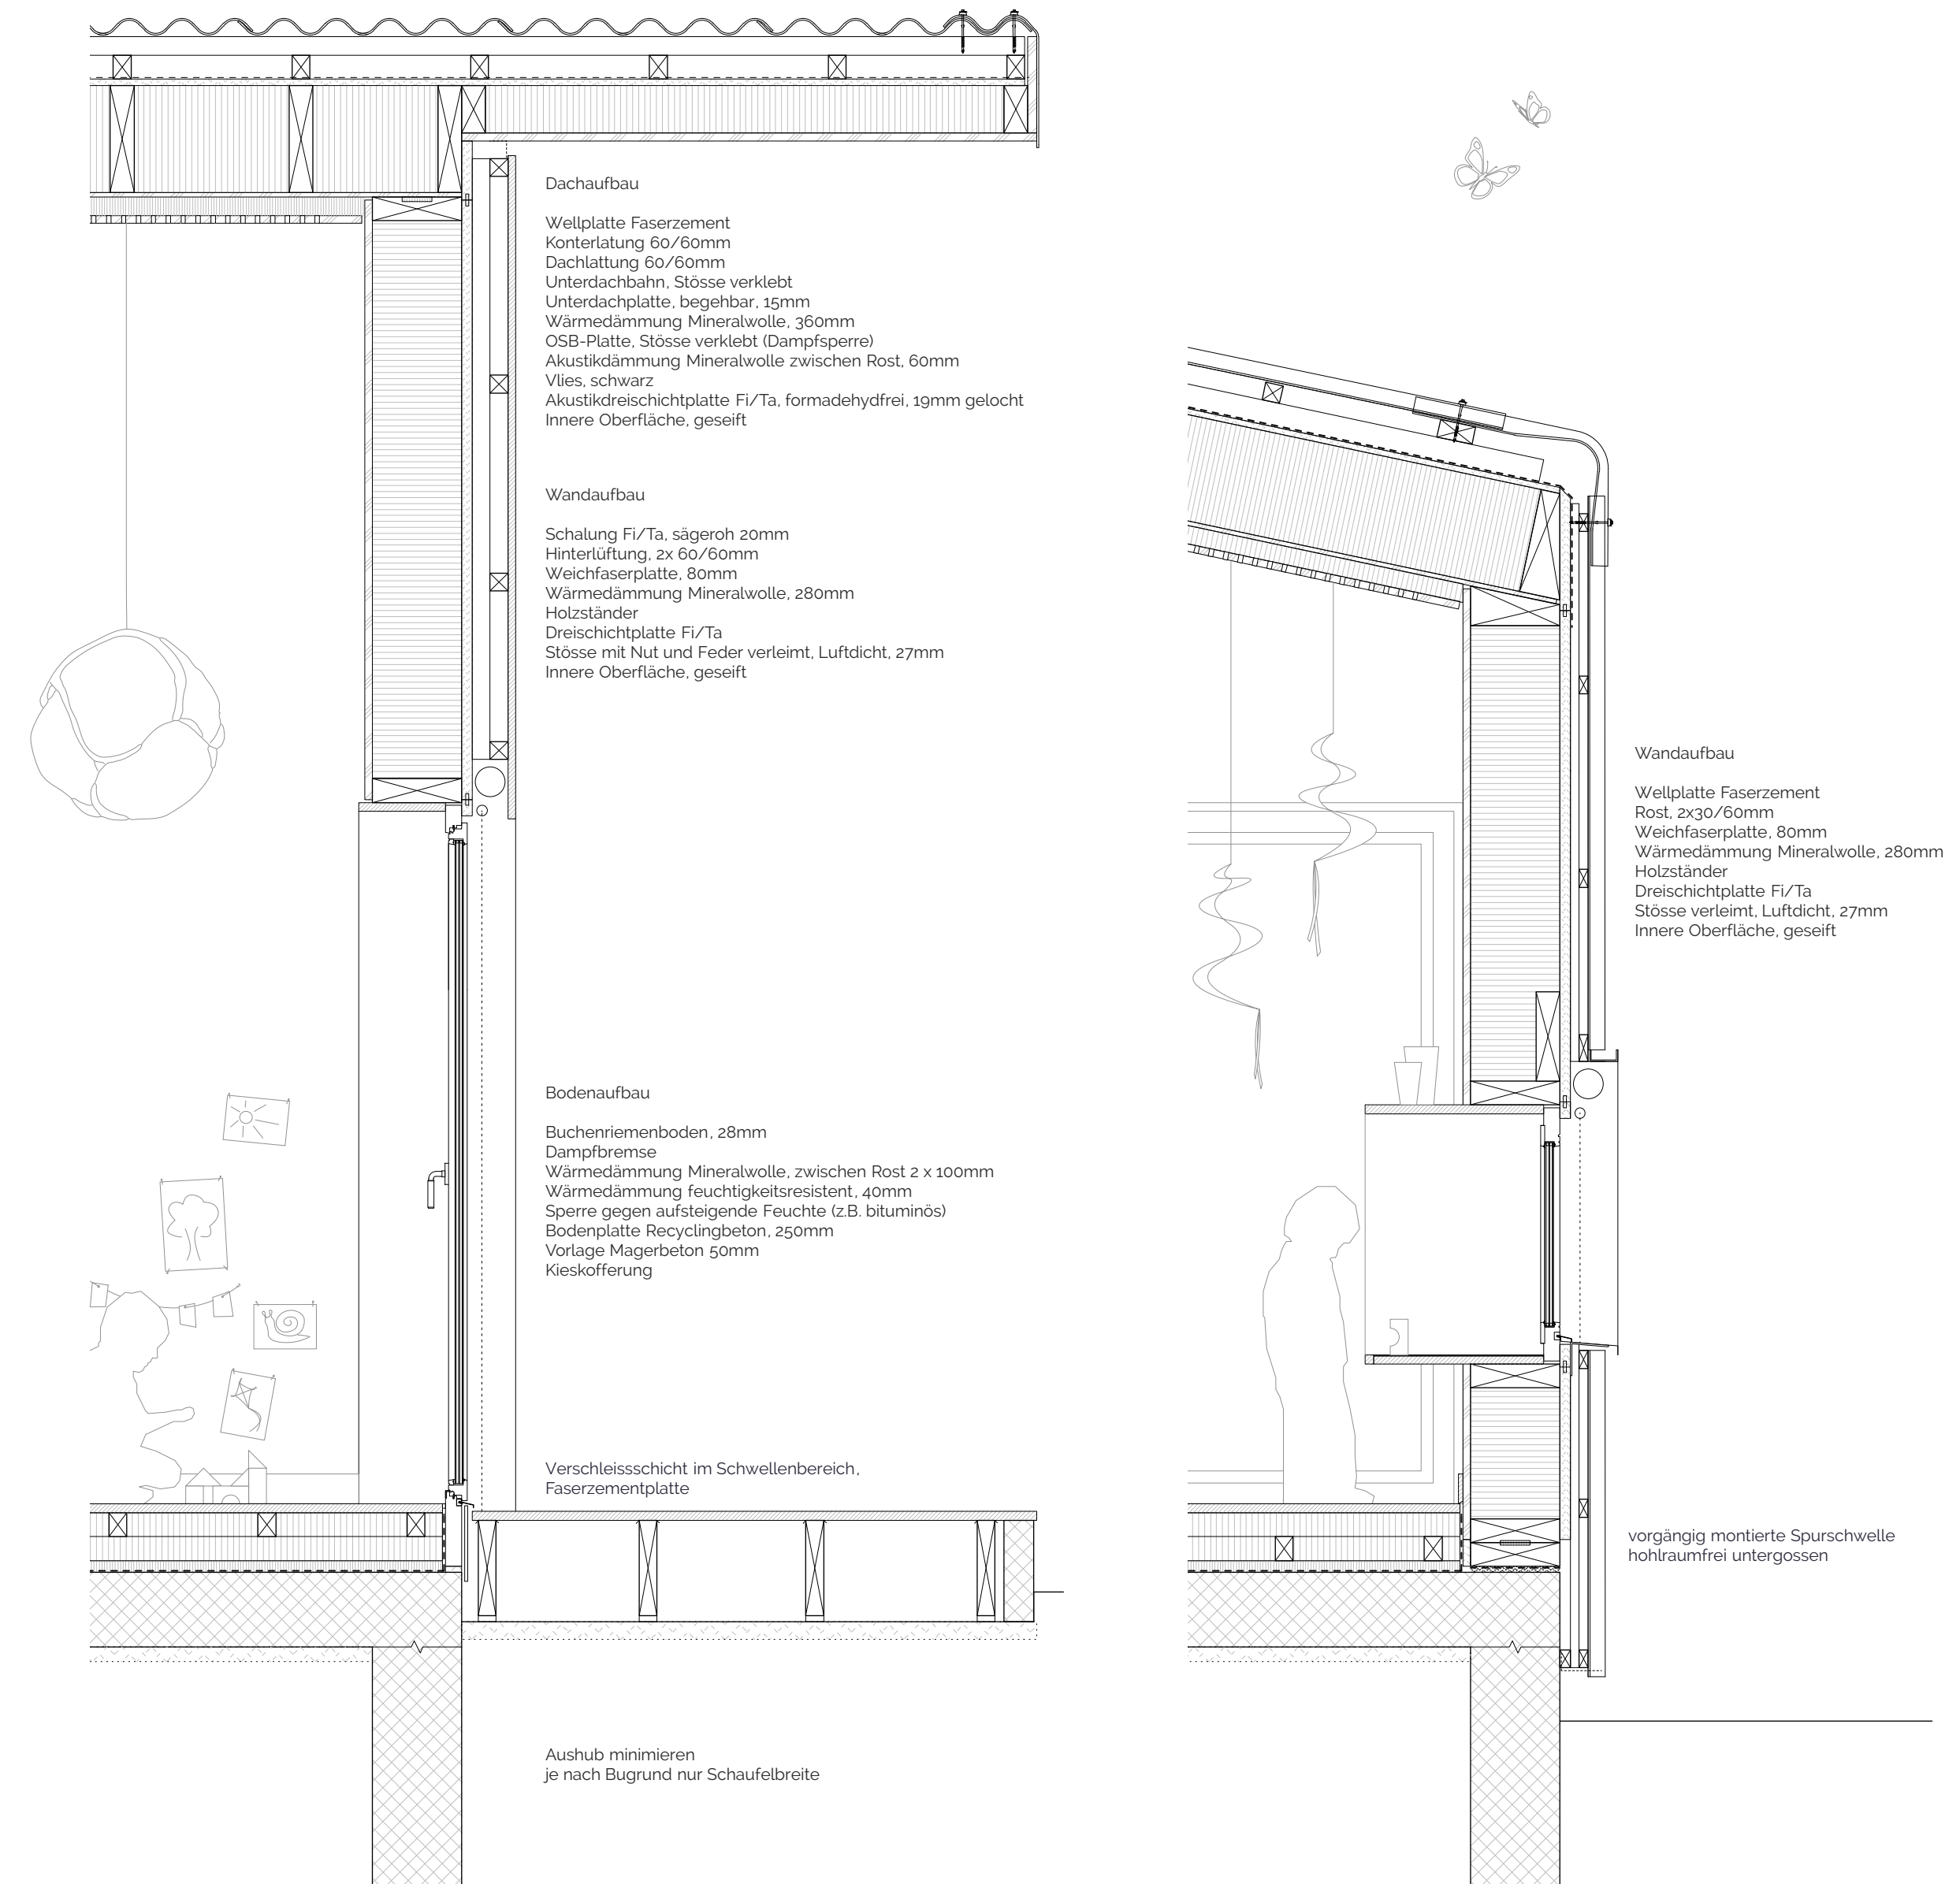 Dachaufbau
Wellplatte Faserzement
Konterlatung 60/60mm
Dachlattung 60/60mm
Unterdachbahn, Stösse verklebt
Unterdachplatte, begehbar, 15mm
Wärmedämmung Mineralwolle, 360mm
OSB-Platte, Stösse verklebt (Dampfsperre)
Akustikdämmung Mineralwolle zwischen Rost, 60mm
Vlies, schwarz
Akustikdreischichtplatte Fi/Ta, formadehydfrei, 19mm gelocht
Innere Oberfläche, geseift
Wandaufbau
Schalung Fi/Ta, sägeroh 20mm
Hinterlüftung, 2x 60/60mm
Weichfaserplatte, 80mm
Wärmedämmung Mineralwolle, 280mm
Holzständer
Dreischichtplatte Fi/Ta
Stösse mit Nut und Feder verleimt, Luftdicht, 27mm
Innere Oberfläche, geseift
Bodenaufbau
Buchenriemenboden, 28mm
Dampfbremse
Wärmedämmung Mineralwolle, zwischen Rost 2 x 100mm
Wärmedämmung feuchtigkeitsresistent, 40mm
Sperre gegen aufsteigende Feuchte (z.B. bituminös)
Bodenplatte Recyclingbeton, 250mm
Vorlage Magerbeton 50mm
Kieskofferung
Verschleissschicht im Schwellenbereich,
Faserzementplatte
Aushub minimieren
je nach Bugrund nur Schaufelbreite
Wandaufbau
Wellplatte Faserzement
Rost, 2x30/60mm
Weichfaserplatte, 80mm
Wärmedämmung Mineralwolle, 280mm
Holzständer
Dreischichtplatte Fi/Ta
Stösse verleimt, Luftdicht, 27mm
Innere Oberfläche, geseift
vorgängig montierte Spurschwelle
hohlraumfrei untergossen